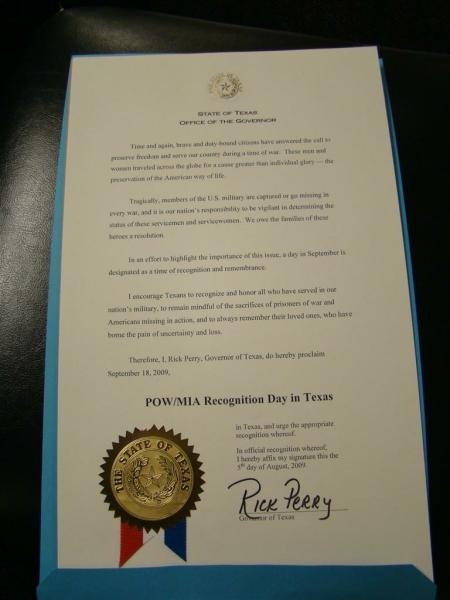 STATE OF TEXAS
OFFICE OF THE GOVERNOR
Time and again, brave and duty-bound citizens have answered the call to
preserve freedom and serve our country during a time of war. These men and
women traveled across the globe for a cause greater than individual glory — the
preservation of the American way of life.
Tragically, members of the U.S. military are captured or go missing in
every war, and it is our nation's responsibility to be vigilant in determining the
status of these servicemen and servicewomen. We owe the families of these
heroes a resolution.
In an effort to highlight the importance of this issue, a day in September is
designated as a time of recognition and remembrance.
I encourage Texans to recognize and honor all who have served in our
nation's military, to remain mindful of the sacrifices of prisoners of war and
Americans missing in action, and to always remember their loved ones, who have
borne the pain of uncertainty and loss.
Therefore, I, Rick Perry, Governor of Texas, do hereby proclaim
September 18, 2009,
POW/MIA Recognition Day in Texas
in Texas, and urge the appropriate
recognition whereof.
In official recognition whereof,
I hereby affix my signature this the
5th day of August, 2009.
RICK PERRY
Governor of Texas
THE STATE OF TEXAS